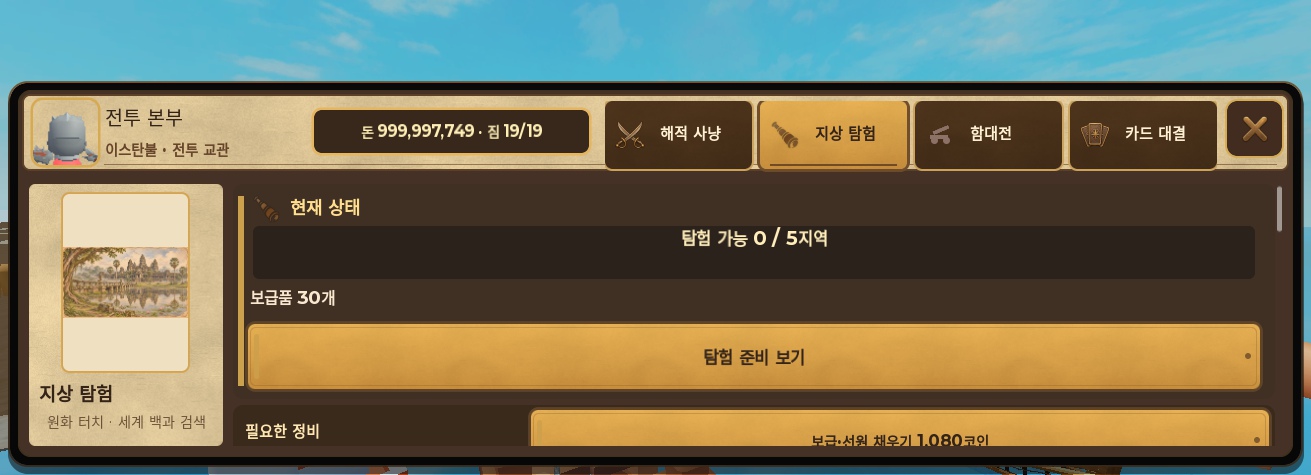 전투 본부
이스탄불 • 전투 교관
돈 999,997,749 · 짐 19/19
해적 사냥
지상 탐험
함대전
카드 대결
현재 상태
탐험 가능 0 / 5지역
보급품 30개
탐험 준비 보기
지상 탐험
원화 터치 · 세계 백과 검색
필요한 정비
보급•선원 채우기 1,080코인